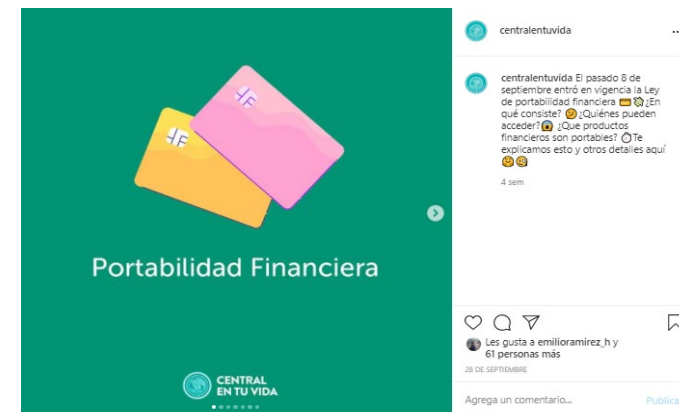 Portabilidad Financiera
CENTRAL
EN TU VIDA
centralentuvida
centralentuvida El pasado 8 de
septiembre entró en vigencia la Ley
de portabilidad financiera 💳💸¿En
qué consiste? 🤔¿Quiénes pueden
acceder?😱 ¿Que productos
financieros son portables? ⏱Te
explicamos esto y otros detalles aquí
4 sem
Les gusta a emilioramirez_h y
61 personas más
28 DE SEPTIEMBRE
Agrega un comentario...
Publica